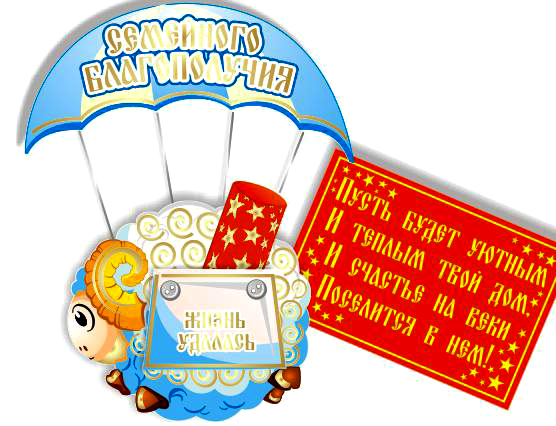 СЕМЕЙНОГО
БЛАГОПОЛУЧИЯ
ЖИЗНЬ
УДАЛАСЬ
Пусть будет уютным
И теплым твой дом.
И счастье на веки
Поселится в нем!